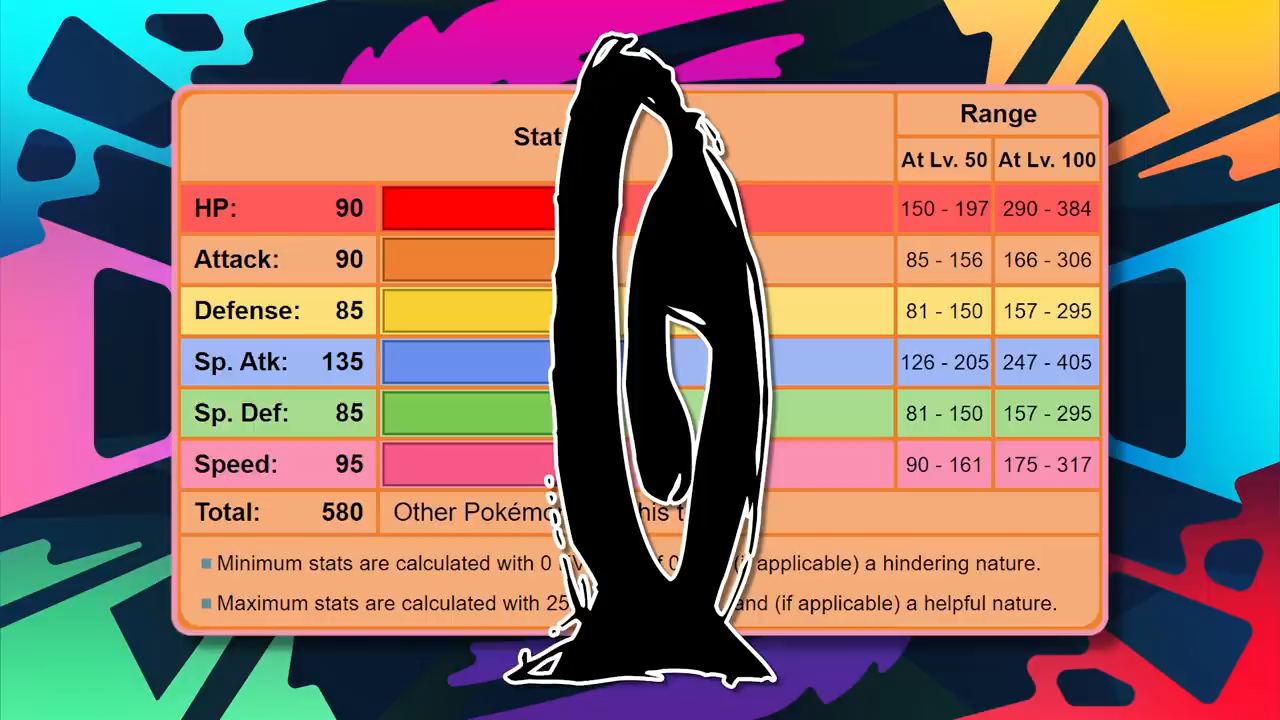 Range
Stat
At Lv. 50 At Lv. 100
HP: 90 150 - 197 290 - 384
Attack: 90 85 - 156 166 - 306
Defense: 85 81 - 150 157 - 295
Sp. Atk: 135 126 - 205 247 - 405
Sp. Def: 85 81 - 150 157 - 295
Speed: 95 90 - 161 175 - 317
Total: 580 Other Pokémo his t
Minimum stats are calculated with 0 applicable) a hindering nature.
Maximum stats are calculated with 25 and (if applicable) a helpful nature.